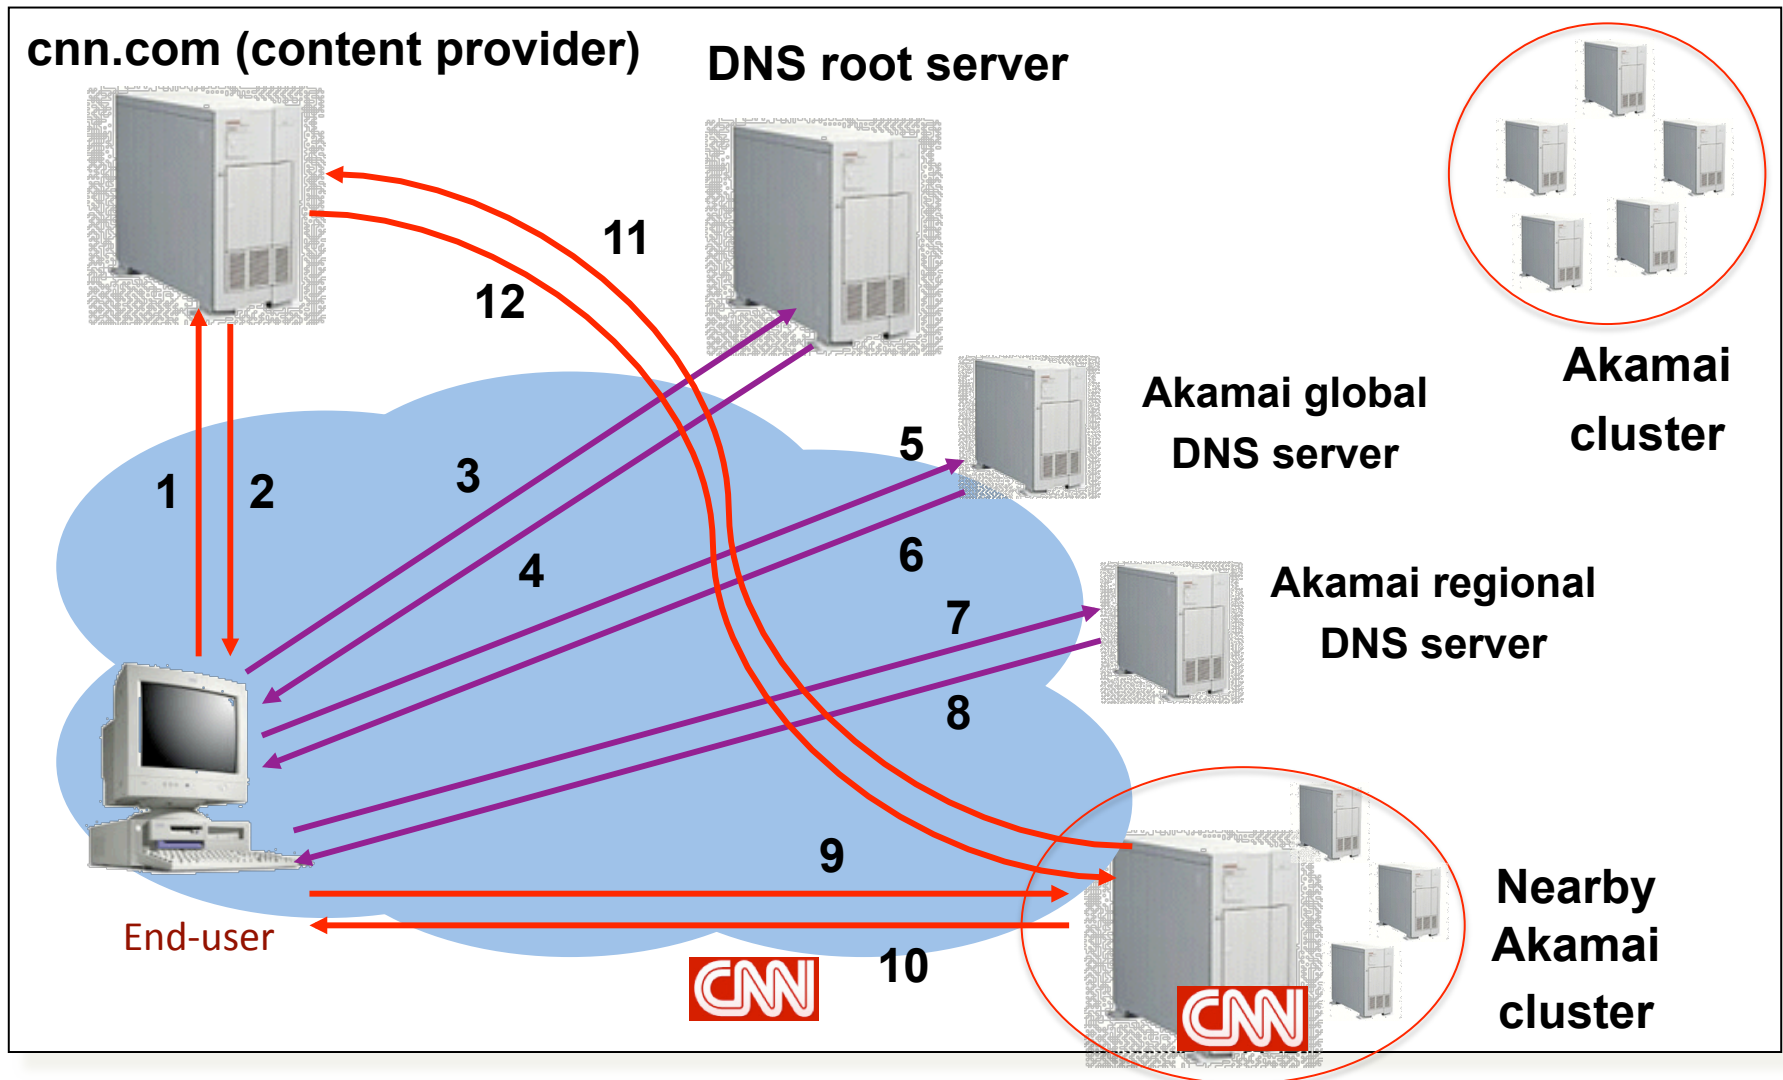 cnn.com (content provider)
DNS root server
11
12
Akamai
cluster
Akamai global
DNS server
5
3
1
2
6
4
Akamai regional
DNS server
7
8
9
Nearby
Akamai
cluster
End-user
10
CNN
CNN